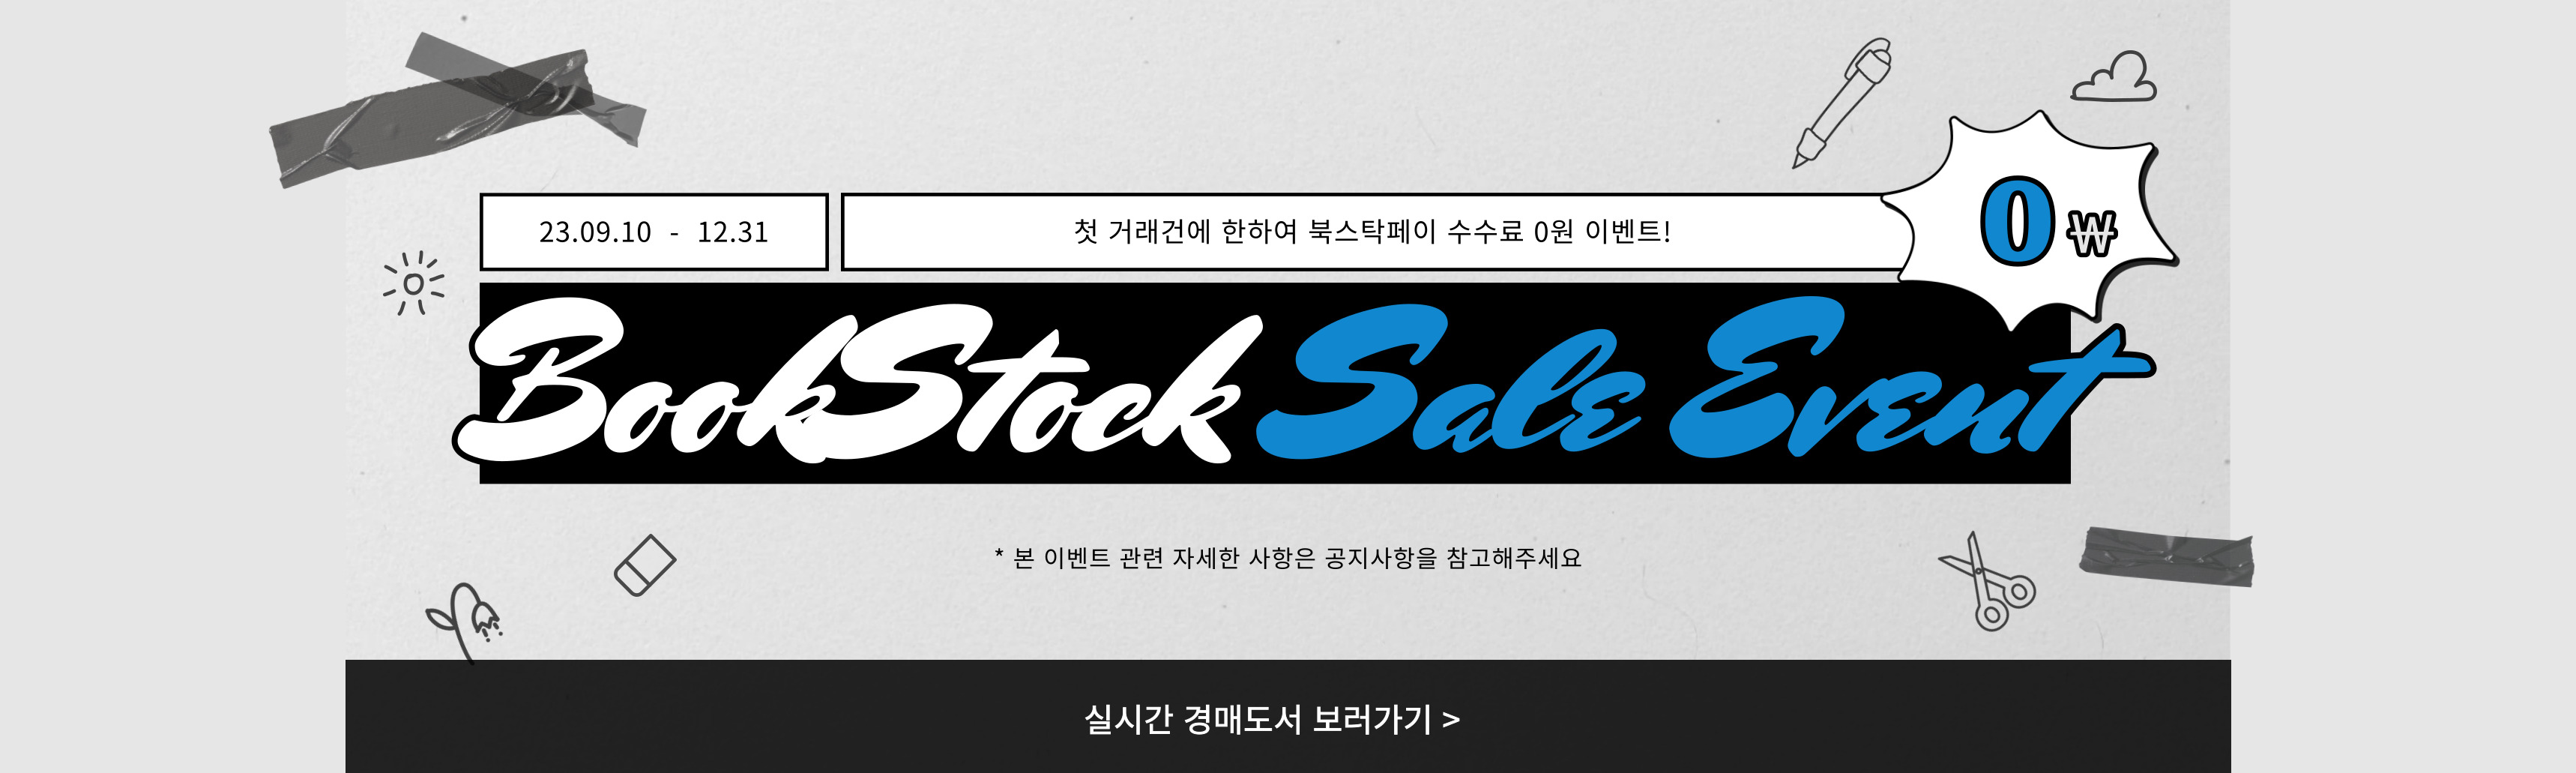 23.09.10 - 12.31
첫 거래건에 한하여 북스탁페이 수수료 0원 이벤트!
0₩
BookStock Sale Event
* 본 이벤트 관련 자세한 사항은 공지사항을 참고해주세요
실시간 경매도서 보러가기 >